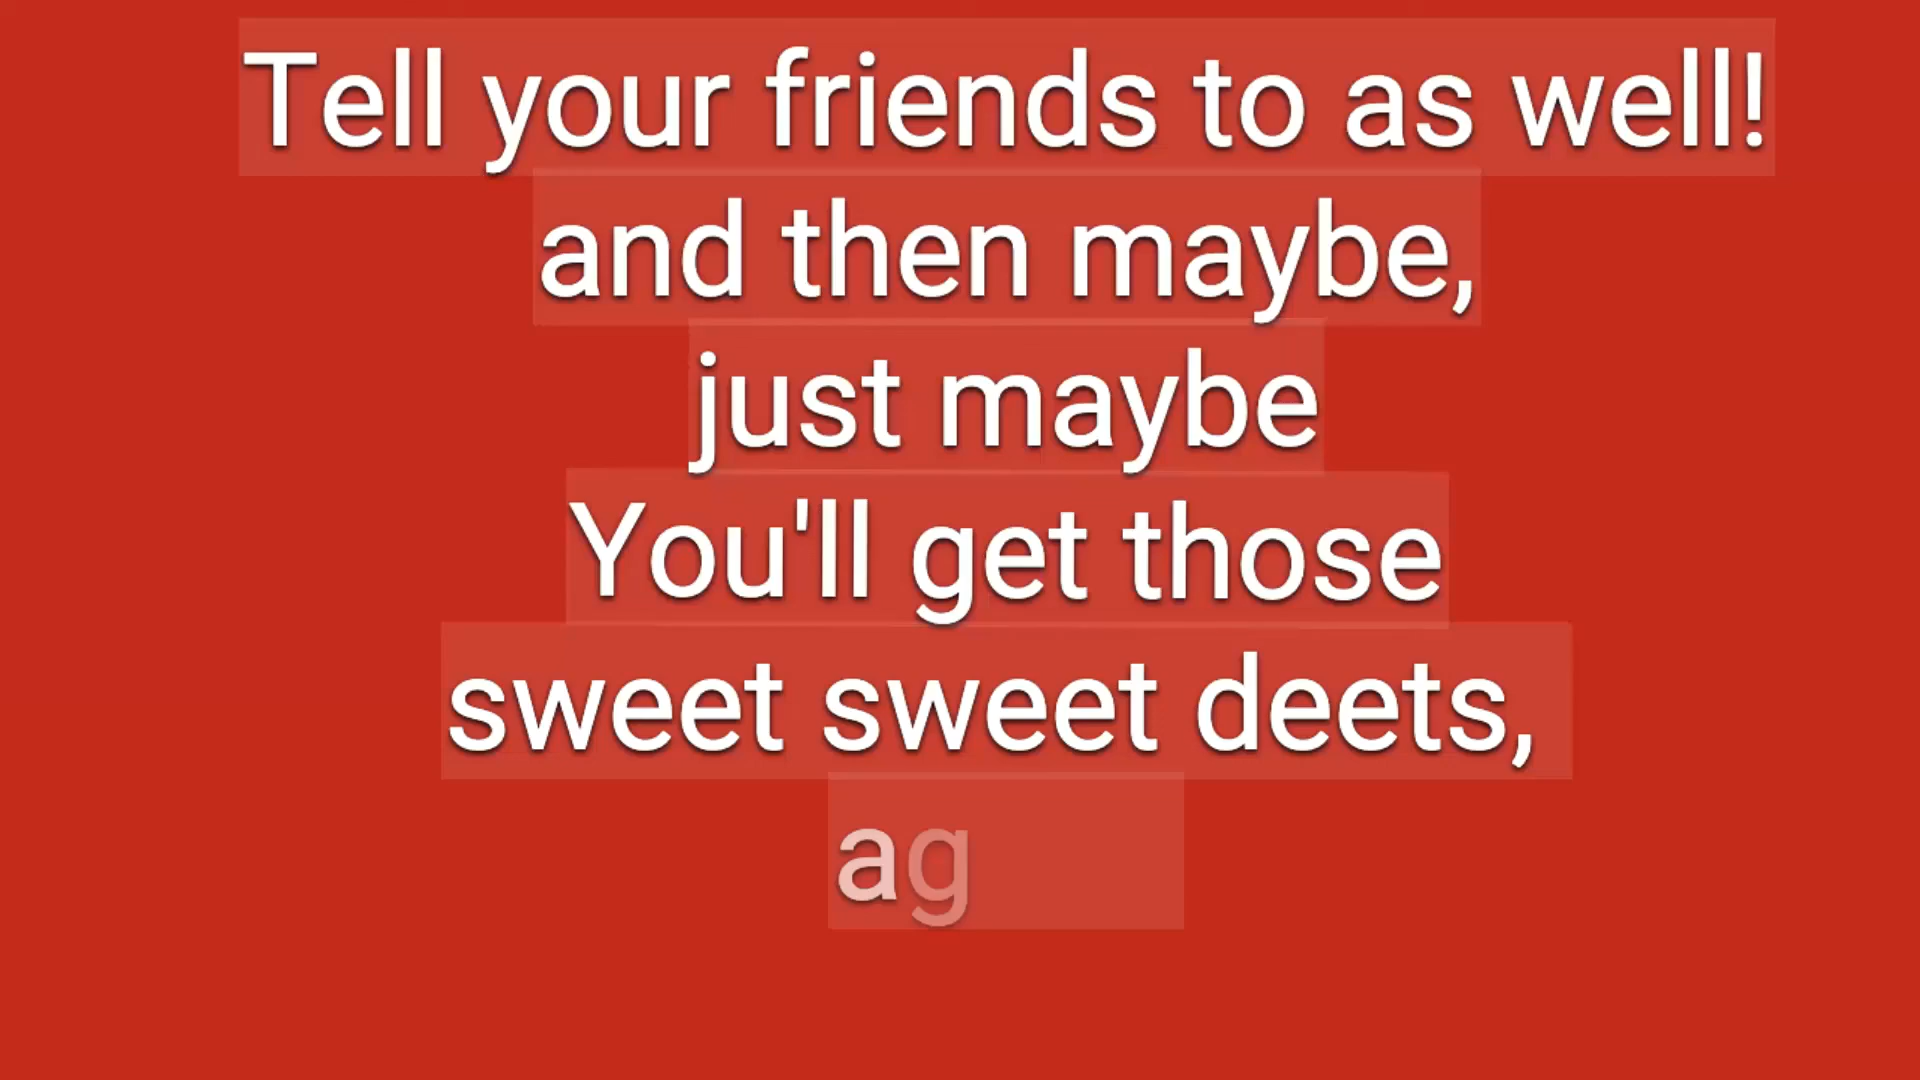 Tell your friends to as well!
and then maybe,
just maybe
You'll get those
sweet sweet deets,
ag